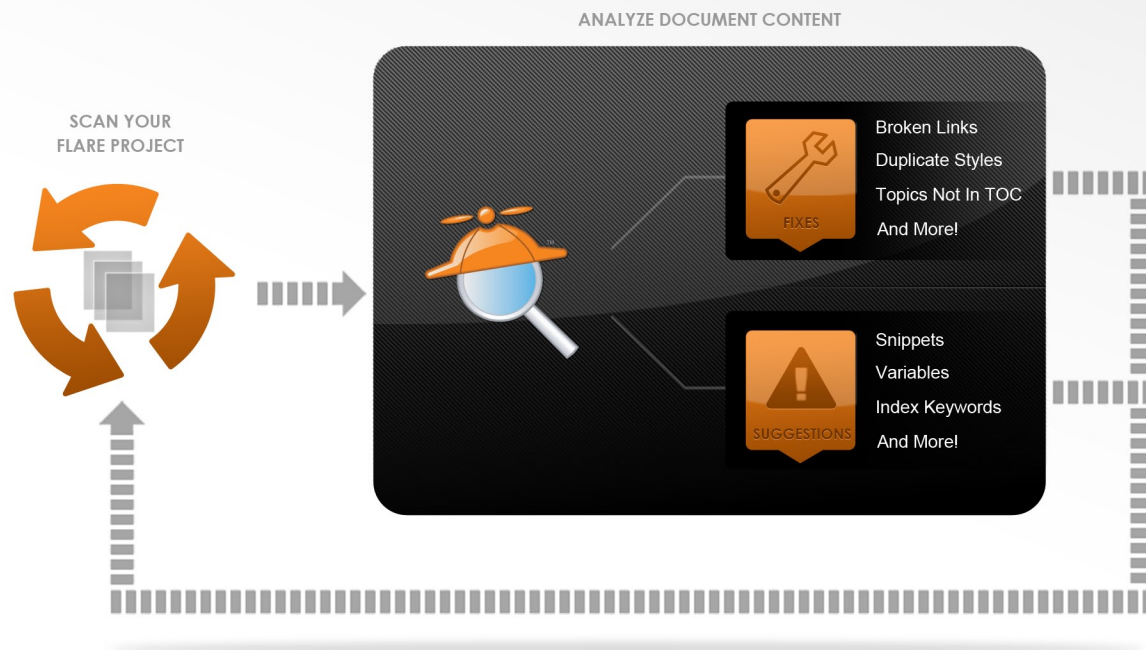 ANALYZE DOCUMENT CONTENT
SCAN YOUR
FLARE PROJECT
Broken Links
Duplicate Styles
Topics Not In TOC
And More!
FIXES
TM
Snippets
Variables
Index Keywords
And More!
SUGGESTIONS